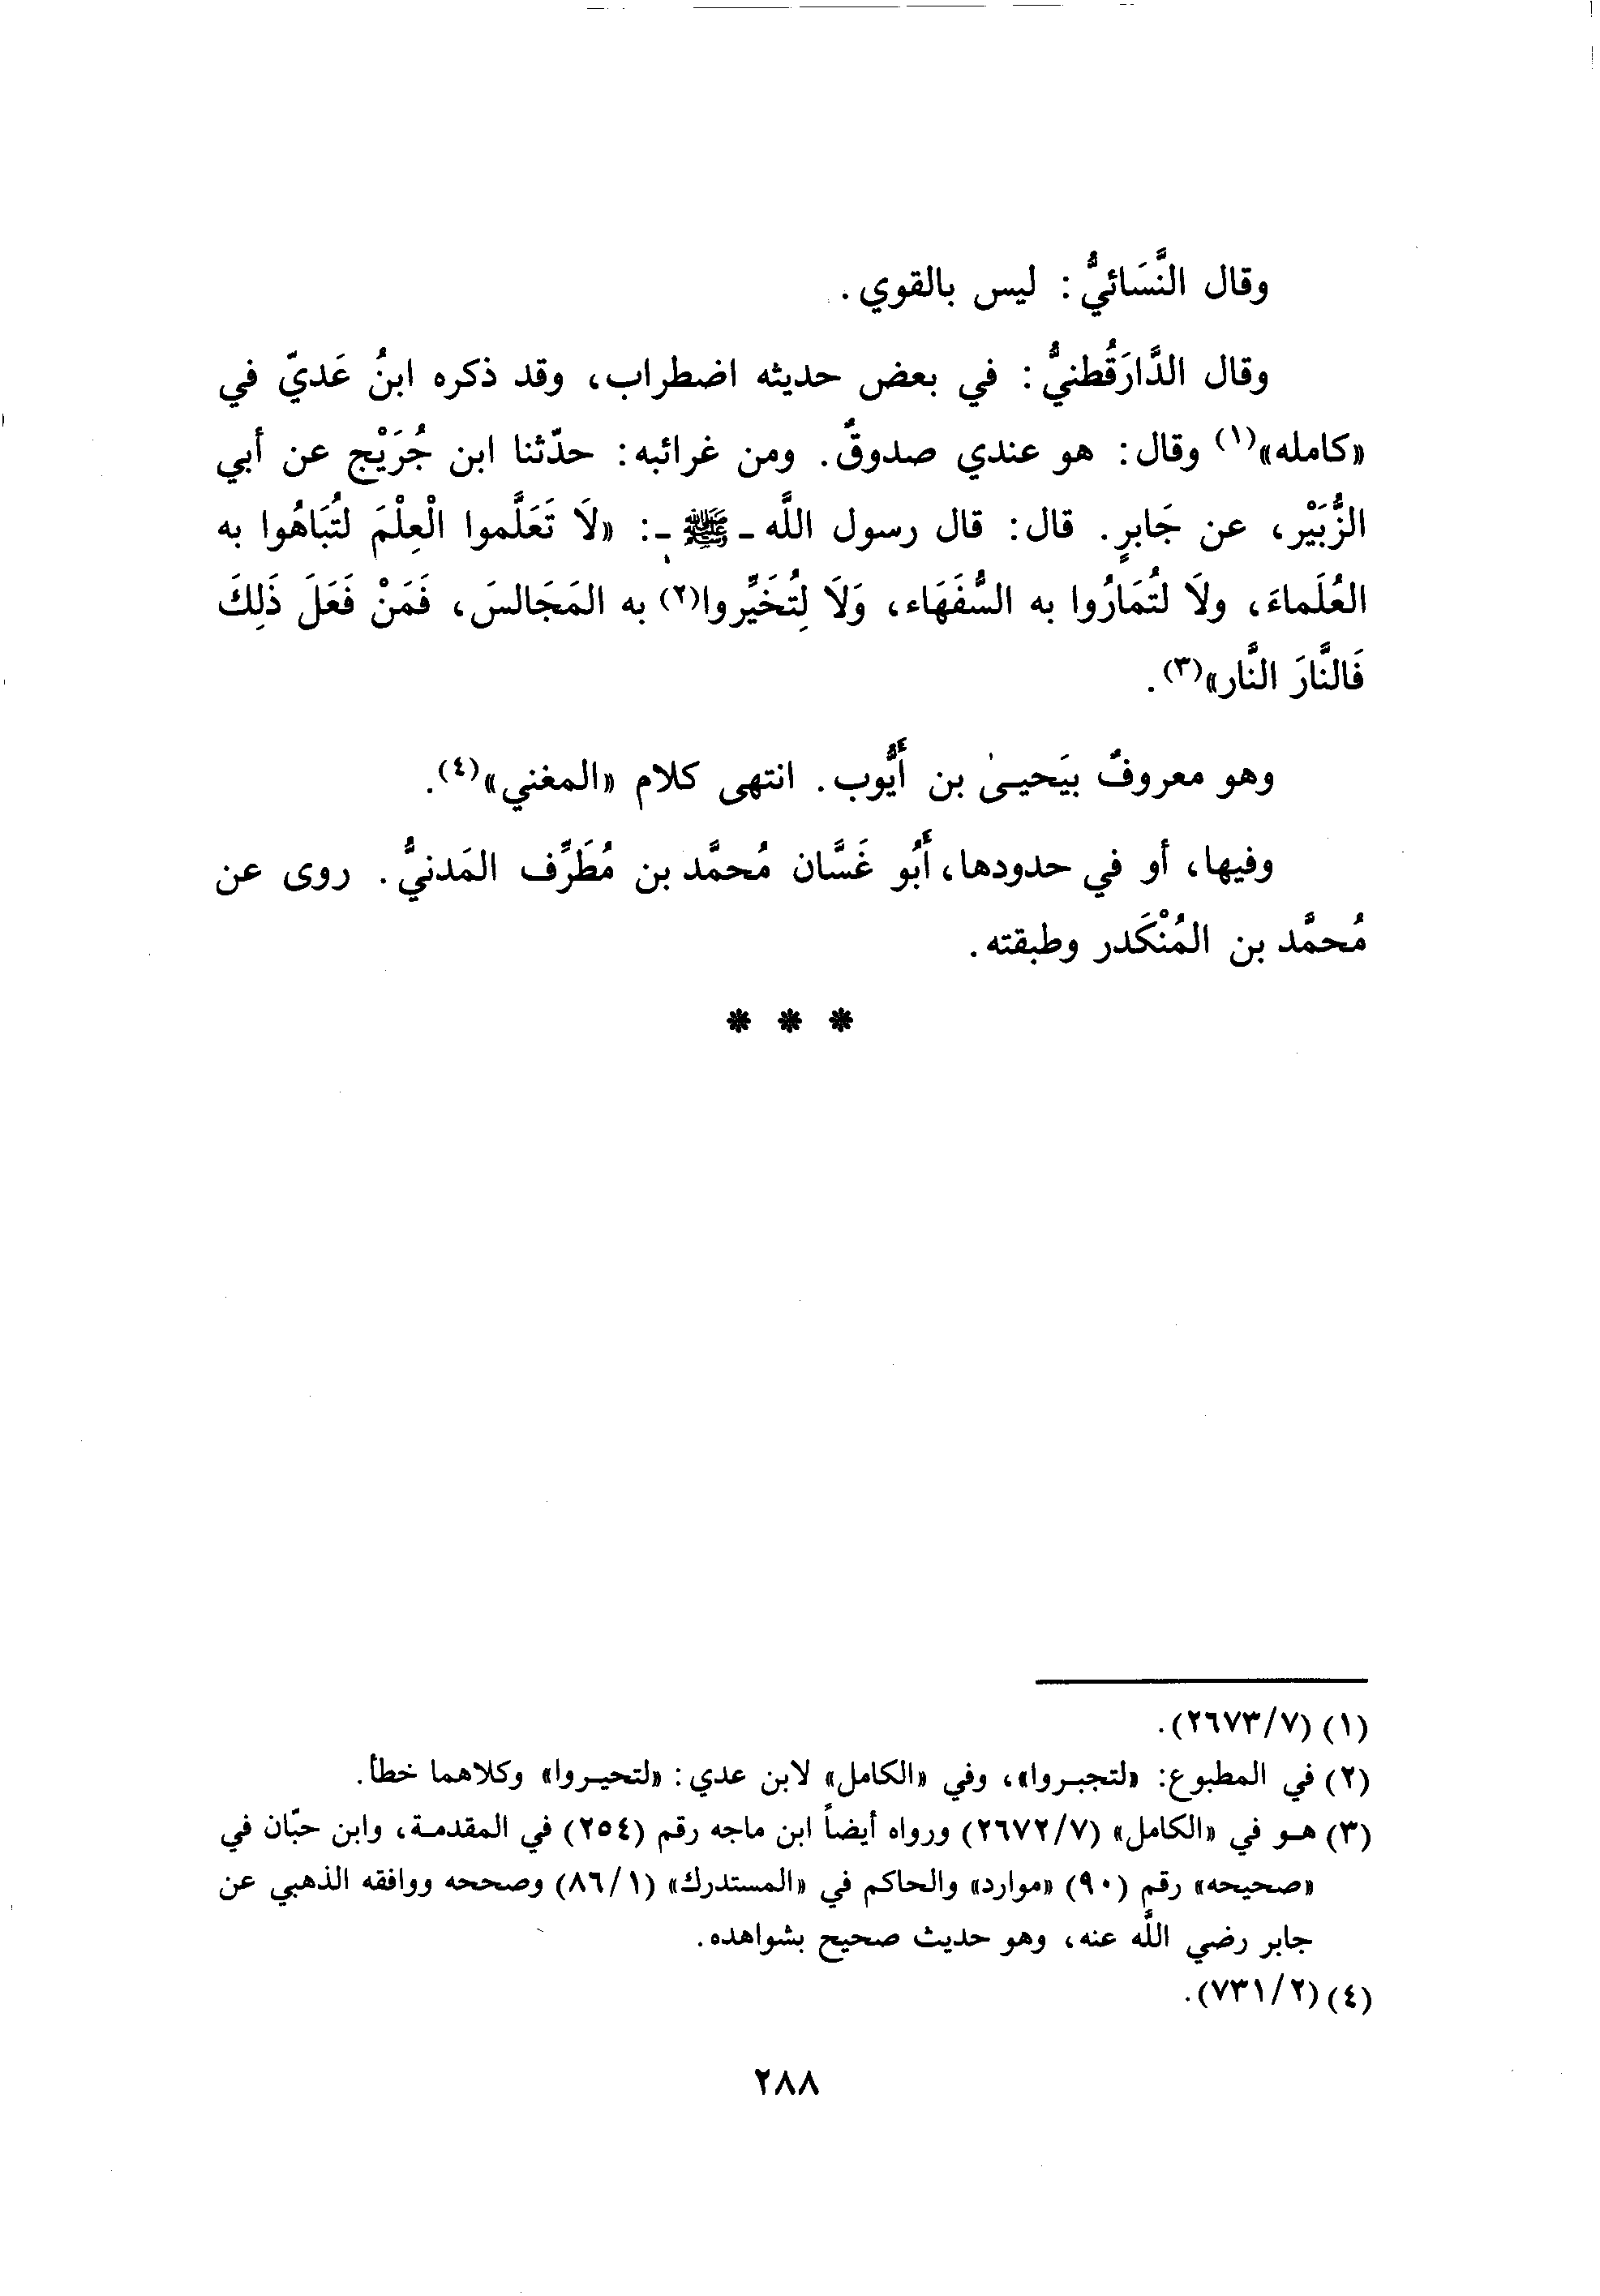 وقال النَّسَائيُّ: ليس بالقوي.
وقال الدَّارَقُطنيُّ: في بعض حديثه اضطراب، وقد ذكره ابنُ عَديّ في
«كامله»(١) وقال: هو عندي صدوقٌ. ومن غرائبه: حدّثنا ابن جُرَيْج عن أبي
الزُّبَيْر، عن جَابرٍ. قال: قال رسول اللَّه ـ ﷺ ـ: «لاَ تَعَلَّموا الْعِلْمَ لتُبَاهُوا به
العُلَماءَ، ولاَ لتُمَارُوا به السُّفَهَاء، وَلاَ لِتُخَيِّروا(٢) به المَجَالسَ، فَمَنْ فَعَلَ ذَلِكَ
فَالنَّارَ النَّار»(٣).
وهو معروفٌ بيَحيىٰ بن أَيُّوب. انتهى كلام «المغني»(٤).
وفيها، أو في حدودها، أَبُو غَسَّان مُحمَّد بن مُطَرِّف المَدنيُّ. روى عن
مُحمَّد بن المُنْكَدر وطبقته.
* * *
(١) (٧/٢٦٧٣).
(٢) في المطبوع: «لتجبروا»، وفي «الكامل» لابن عدي: «لتحيروا» وكلاهما خطأ.
(٣) هو في «الكامل» (٧/٢٦٧٢) ورواه أيضاً ابن ماجه رقم (٢٥٤) في المقدمة، وابن حبّان في
«صحيحه» رقم (٩٠) «موارد» والحاكم في «المستدرك» (١/٨٦) وصححه ووافقه الذهبي عن
جابر رضي اللَّه عنه، وهو حديث صحيح بشواهده.
(٤) (٢/٧٣١).
٢٨٨